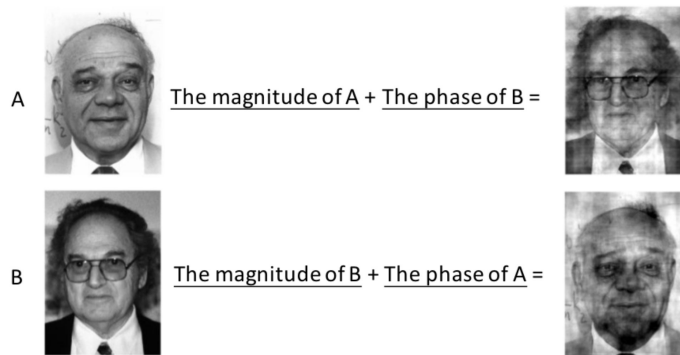 A
The magnitude of A + The phase of B =
B
The magnitude of B + The phase of A =